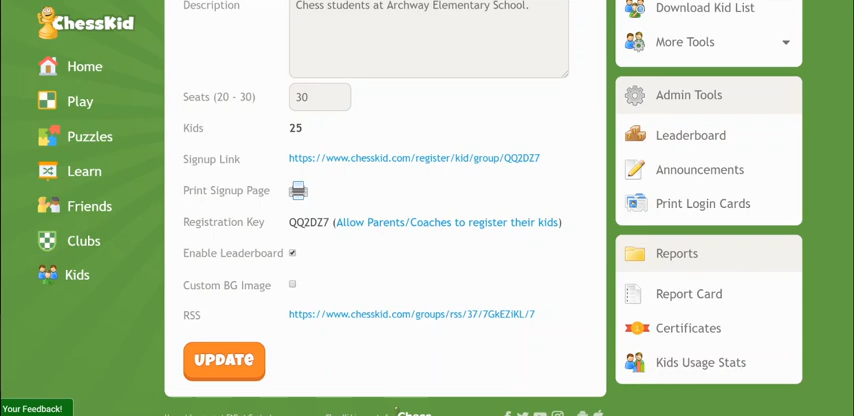 ChessKid
Home
Play
Puzzles
Learn
Friends
Clubs
Kids
Your Feedback!
Description
Chess students at Archway Elementary School.
Seats (20 - 30)
30
Kids
25
Signup Link
https://www.chesskid.com/register/kid/group/QQ2DZ7
Print Signup Page
Registration Key
QQ2DZ7 (Allow Parents/Coaches to register their kids)
Enable Leaderboard
Custom BG Image
RSS
https://www.chesskid.com/groups/rss/37/7GkEZiKL/7
UPDATE
Chess
Download Kid List
More Tools
Admin Tools
Leaderboard
Announcements
Print Login Cards
Reports
Report Card
Certificates
Kids Usage Stats